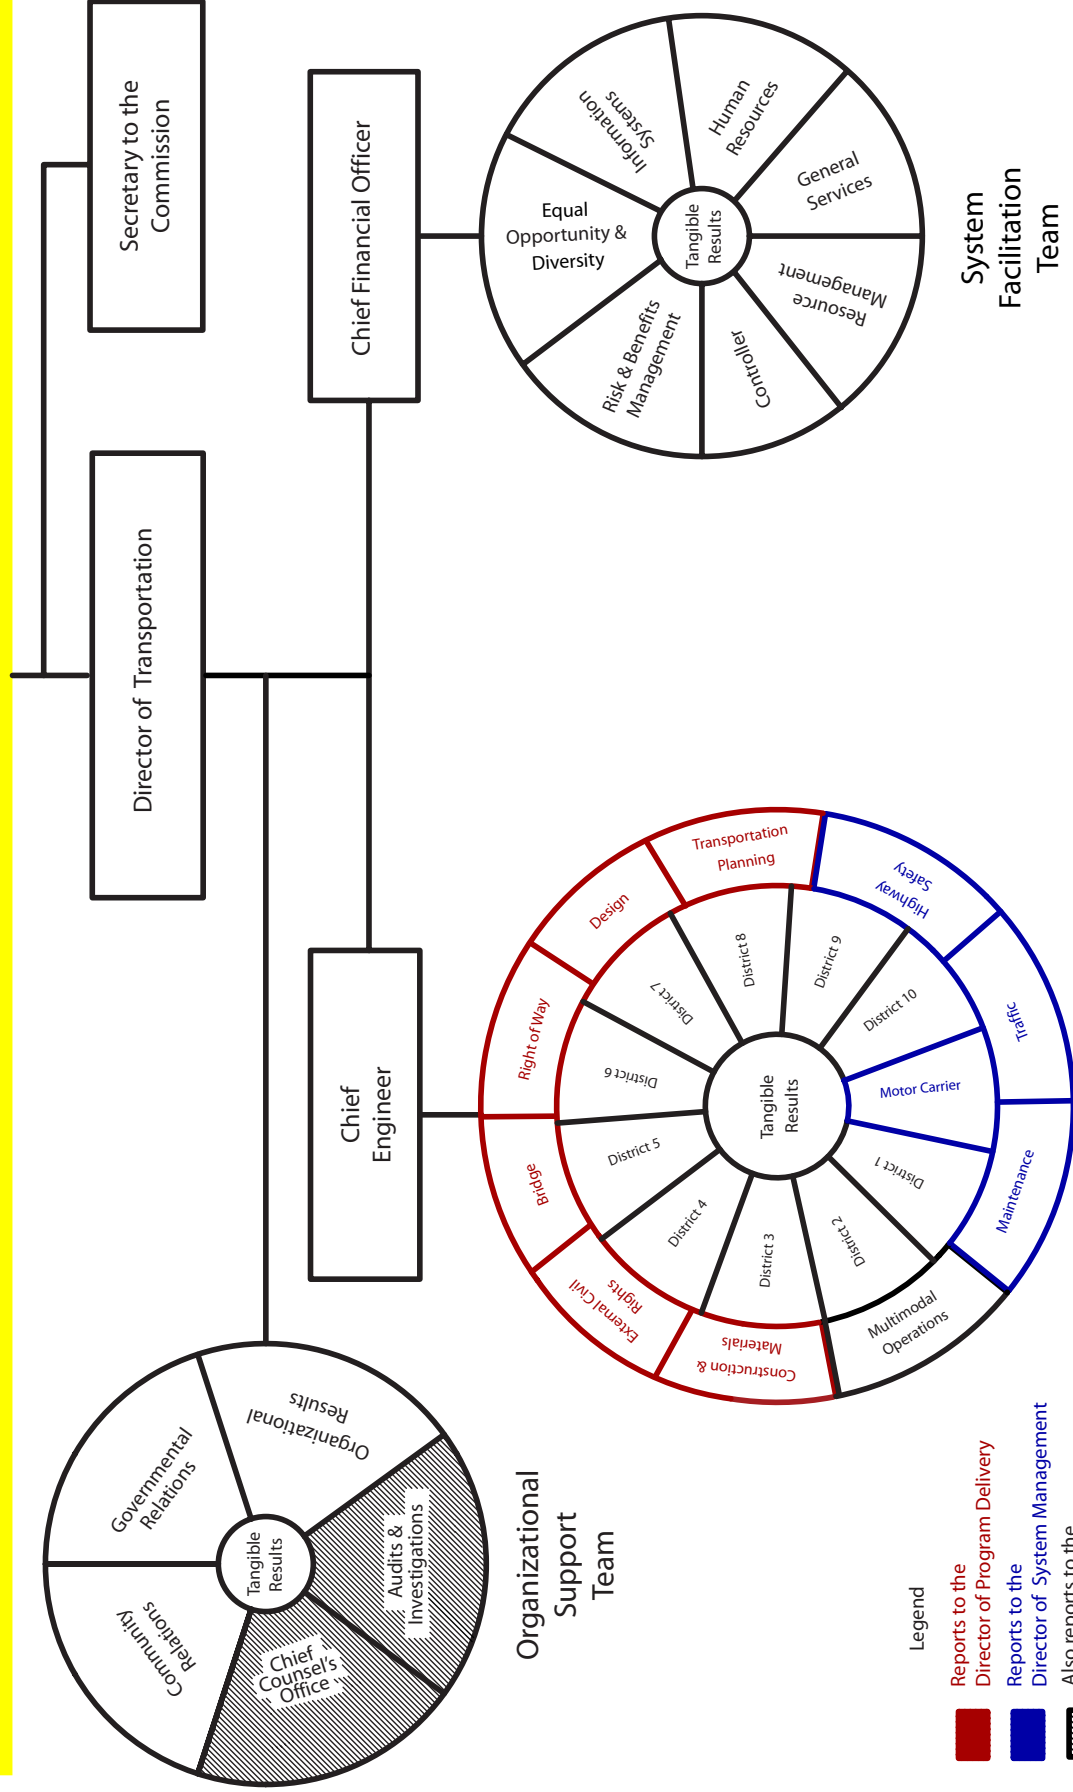 Secretary to the
Commission
Director of Transportation
Chief Financial Officer
Chief
Engineer
Governmental
Relations
Organizational
Results
Audits &
Investigations
Chief
Counsel's
Office
Community
Relations
Tangible
Results
Organizational
Support
Team
Transportation
Planning
Highway
Safety
Traffic
Maintenance
Multimodal
Operations
Construction &
Materials
External Civil
Rights
Bridge
Right of Way
Design
District 8
District 9
District 10
Motor Carrier
District 1
District 2
District 3
District 4
District 5
District 6
District 7
Tangible
Results
Equal
Opportunity &
Diversity
Information
Systems
Human
Resources
General
Services
Resource
Management
Controller
Risk & Benefits
Management
Tangible
Results
System
Facilitation
Team
Legend
Reports to the
Director of Program Delivery
Reports to the
Director of System Management
Also reports to the